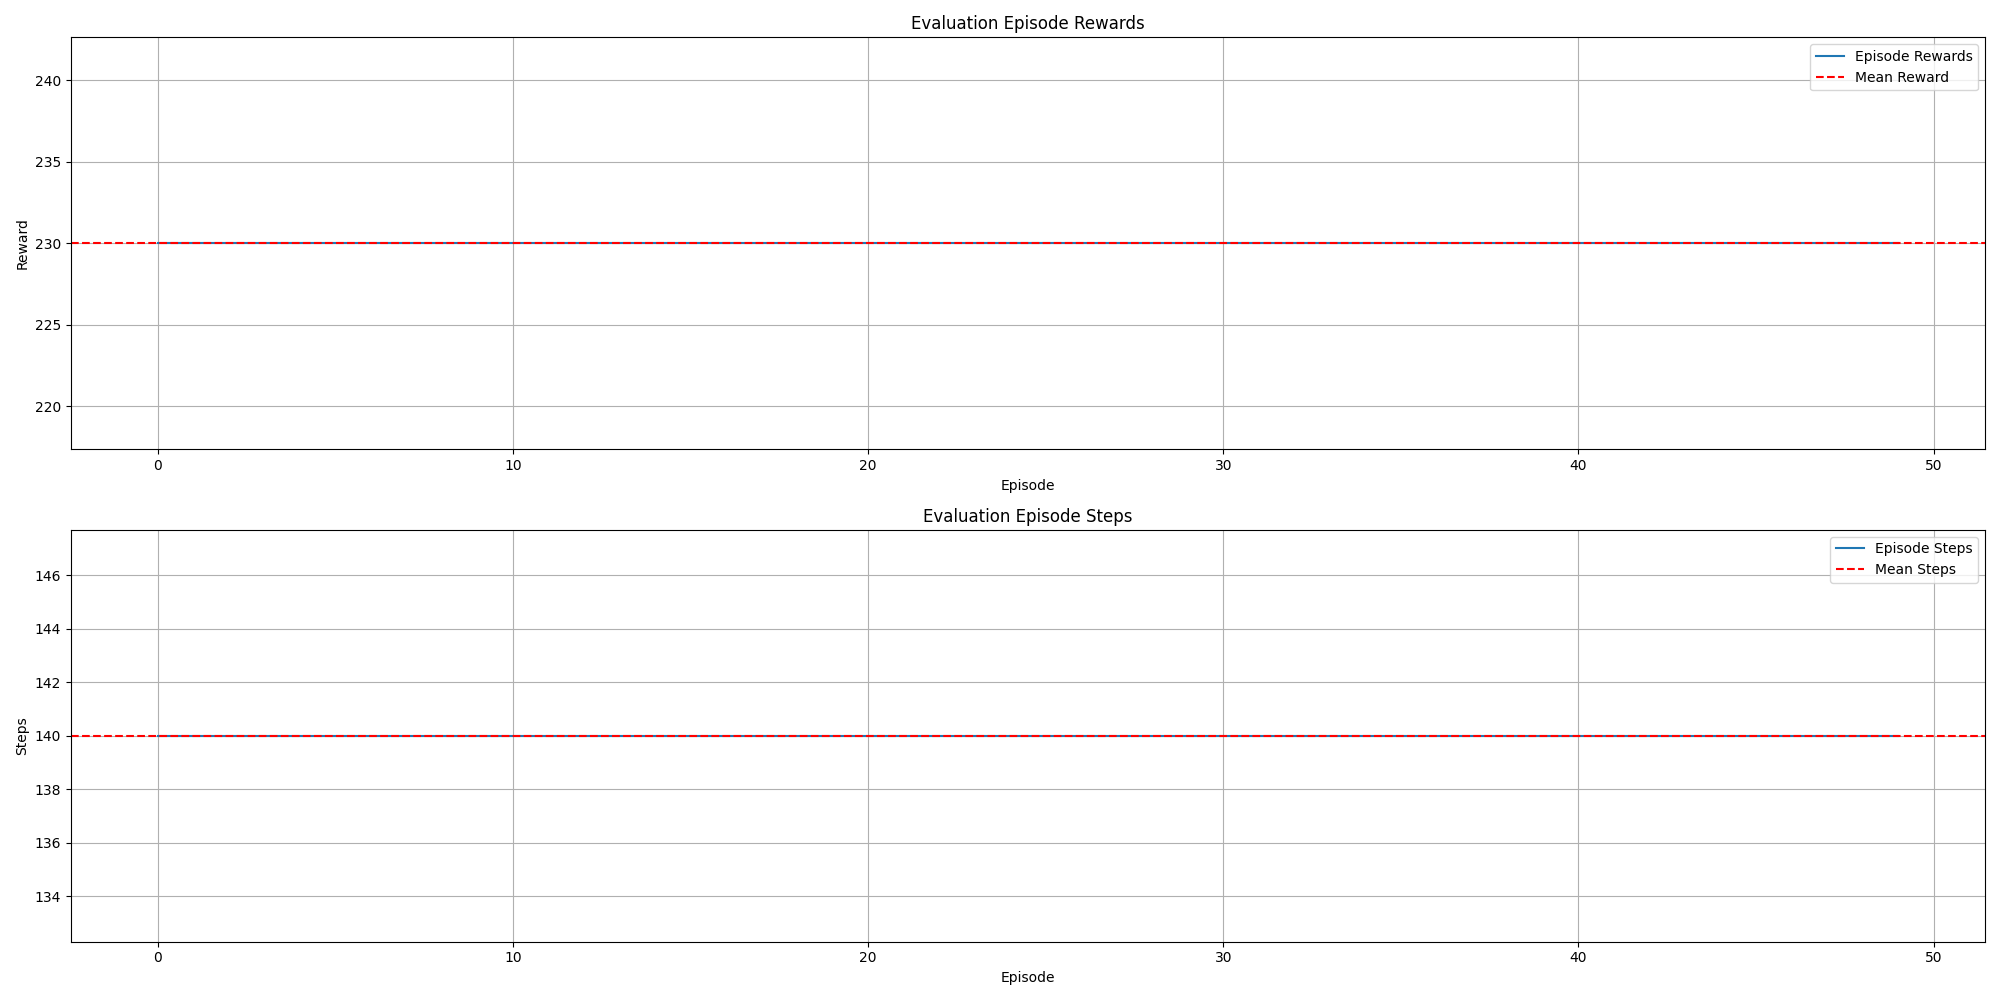 Evaluation Episode Rewards
Episode Rewards
Mean Reward
240
235
230
225
220
Reward
0 10 20 30 40 50
Episode
Evaluation Episode Steps
Episode Steps
Mean Steps
146
144
142
140
138
136
134
Steps
0 10 20 30 40 50
Episode